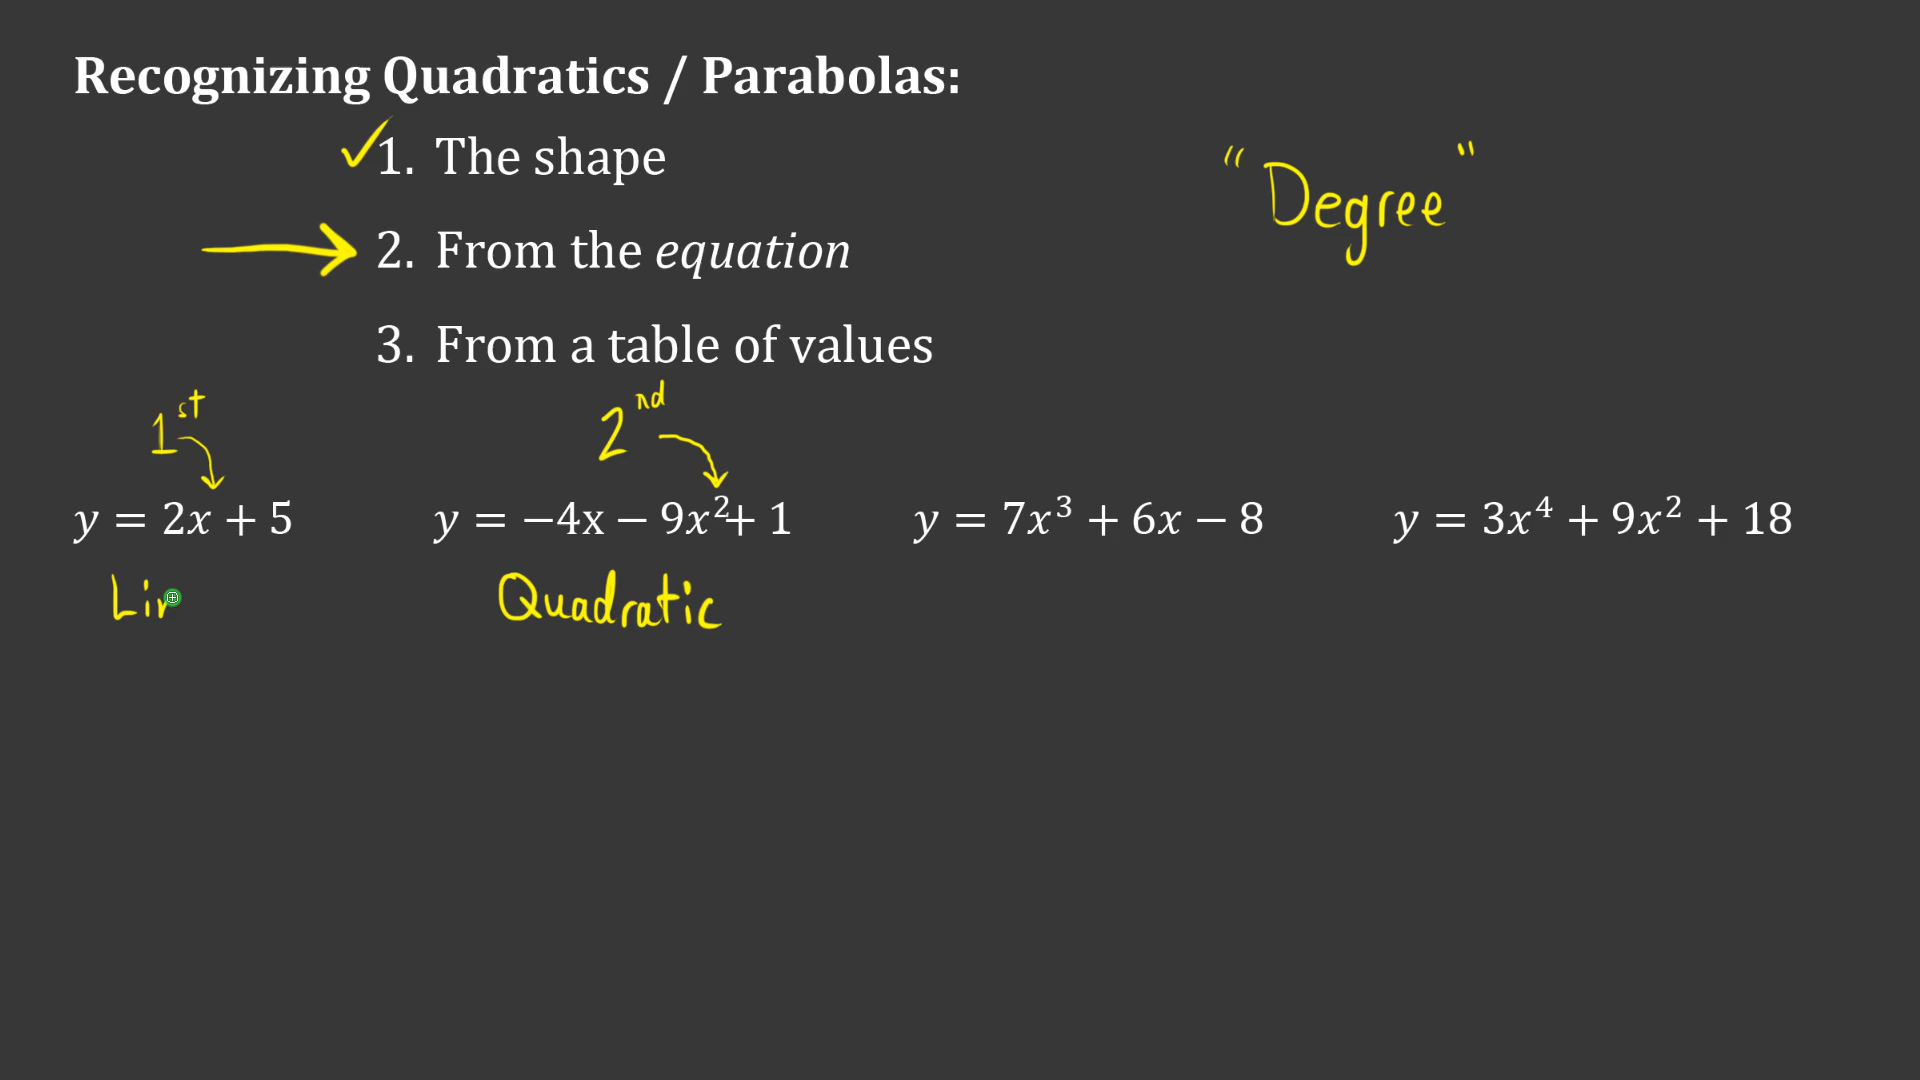 Recognizing Quadratics / Parabolas:
1. The shape
"Degree"
2. From the equation
3. From a table of values
1st
2nd
y = 2x + 5
y = −4x − 9x²+ 1
y = 7x³ + 6x − 8
y = 3x⁴ + 9x² + 18
Lin
Quadratic